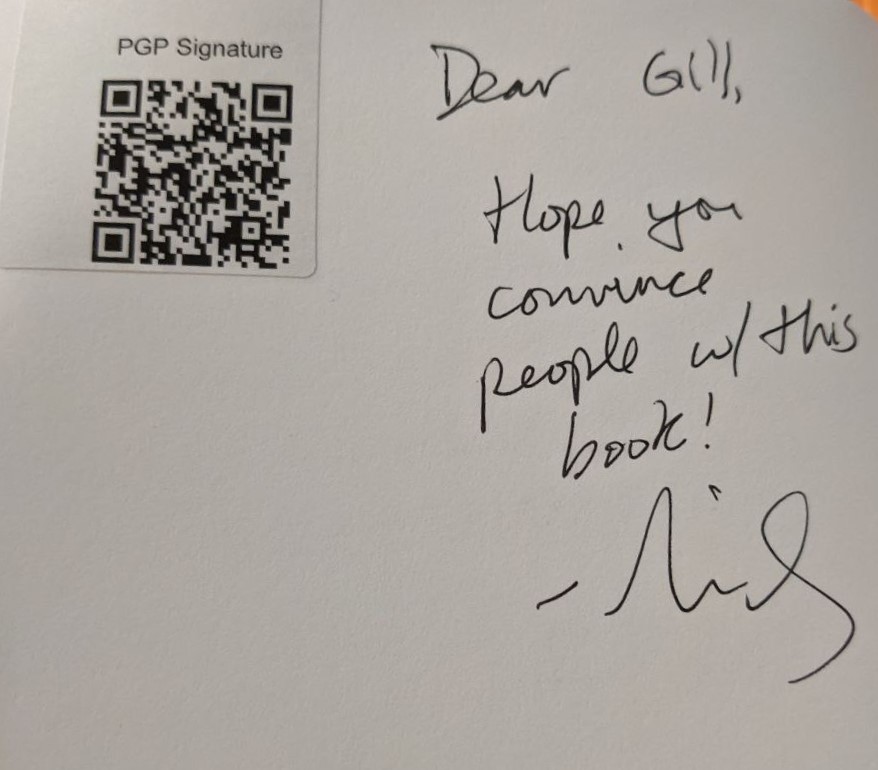 PGP Signature
Dear Gill,
Hope you
convince
people w/ this
book!